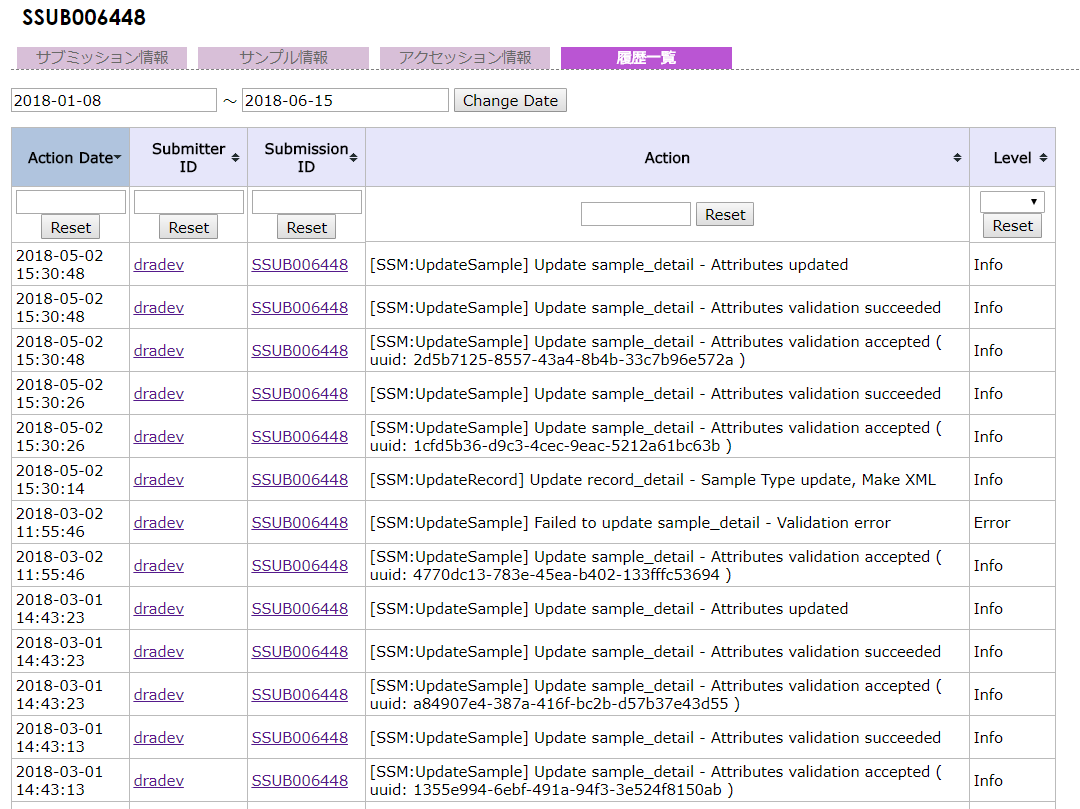 SSUB006448
サブミッション情報 サンプル情報 アクセッション情報 履歴一覧
2018-01-08 ～ 2018-06-15 Change Date
Action Date Submitter ID Submission ID Action Level
Reset Reset Reset Reset Reset
2018-05-02 15:30:48 dradev SSUB006448 [SSM:UpdateSample] Update sample_detail - Attributes updated Info
2018-05-02 15:30:48 dradev SSUB006448 [SSM:UpdateSample] Update sample_detail - Attributes validation succeeded Info
2018-05-02 15:30:48 dradev SSUB006448 [SSM:UpdateSample] Update sample_detail - Attributes validation accepted ( uuid: 2d5b7125-8557-43a4-8b4b-33c7b96e572a ) Info
2018-05-02 15:30:26 dradev SSUB006448 [SSM:UpdateSample] Update sample_detail - Attributes validation succeeded Info
2018-05-02 15:30:26 dradev SSUB006448 [SSM:UpdateSample] Update sample_detail - Attributes validation accepted ( uuid: 1cfd5b36-d9c3-4cec-9eac-5212a61bc63b ) Info
2018-05-02 15:30:14 dradev SSUB006448 [SSM:UpdateRecord] Update record_detail - Sample Type update, Make XML Info
2018-03-02 11:55:46 dradev SSUB006448 [SSM:UpdateSample] Failed to update sample_detail - Validation error Error
2018-03-02 11:55:46 dradev SSUB006448 [SSM:UpdateSample] Update sample_detail - Attributes validation accepted ( uuid: 4770dc13-783e-45ea-b402-133fffc53694 ) Info
2018-03-01 14:43:23 dradev SSUB006448 [SSM:UpdateSample] Update sample_detail - Attributes updated Info
2018-03-01 14:43:23 dradev SSUB006448 [SSM:UpdateSample] Update sample_detail - Attributes validation succeeded Info
2018-03-01 14:43:23 dradev SSUB006448 [SSM:UpdateSample] Update sample_detail - Attributes validation accepted ( uuid: a84907e4-387a-416f-bc2b-d57b37e43d55 ) Info
2018-03-01 14:43:13 dradev SSUB006448 [SSM:UpdateSample] Update sample_detail - Attributes validation succeeded Info
2018-03-01 14:43:13 dradev SSUB006448 [SSM:UpdateSample] Update sample_detail - Attributes validation accepted ( uuid: 1355e994-6ebf-491a-94f3-3e524f8150ab ) Info